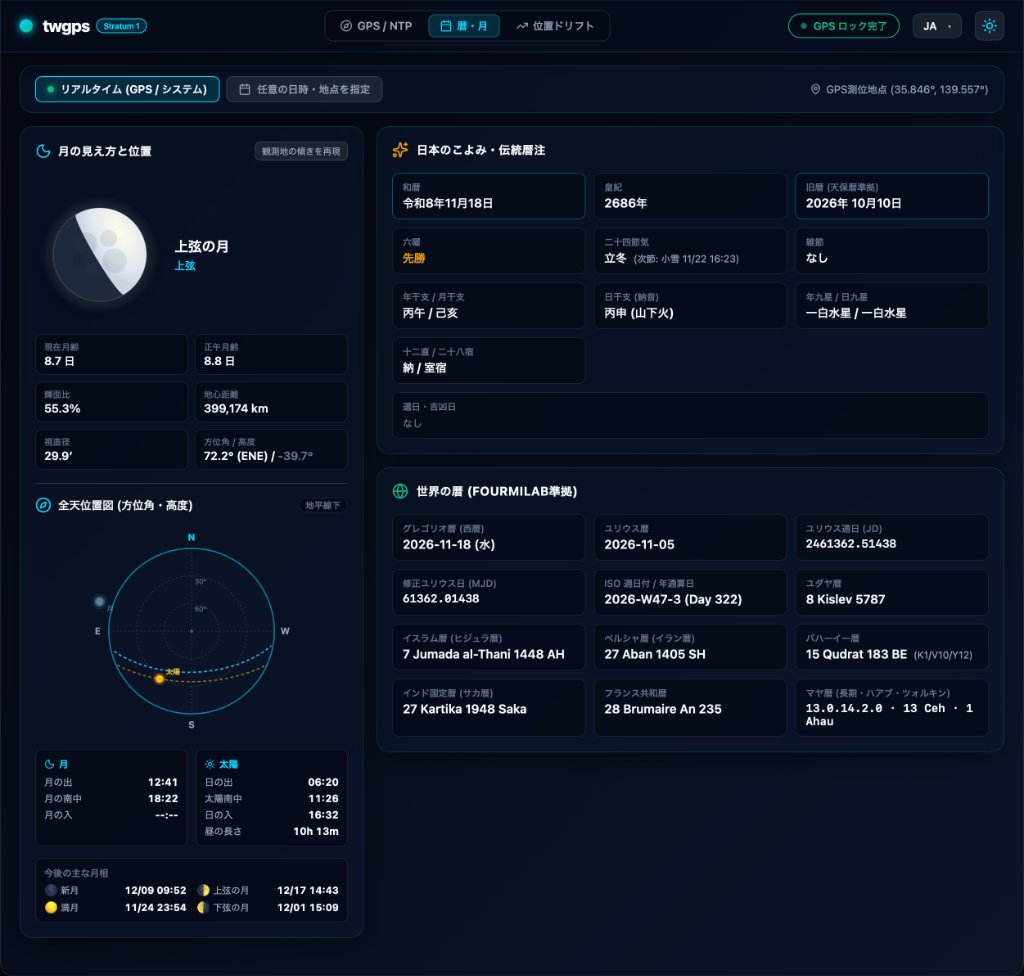 twgps Stratum 1
GPS / NTP
暦・月
位置ドリフト
GPS ロック完了
JA
リアルタイム (GPS / システム)
任意の日時・地点を指定
GPS測位地点 (35.846°, 139.557°)
月の見え方と位置
観測地の傾きを再現
上弦の月
上弦
現在月齢
8.7 日
正午月齢
8.8 日
輝面比
55.3%
地心距離
399,174 km
視直径
29.9′
方位角 / 高度
72.2° (ENE) / -39.7°
全天位置図 (方位角・高度)
地平線下
N
30°
60°
月
E
W
太陽
S
月
月の出 12:41
月の南中 18:22
月の入 --:--
太陽
日の出 06:20
太陽南中 11:26
日の入 16:32
昼の長さ 10h 13m
今後の主な月相
新月 12/09 09:52
上弦の月 12/17 14:43
満月 11/24 23:54
下弦の月 12/01 15:09
日本のこよみ・伝統暦注
和暦
令和8年11月18日
皇紀
2686年
旧暦 (天保暦準拠)
2026年 10月10日
六曜
先勝
二十四節気
立冬 (次節: 小雪 11/22 16:23)
雑節
なし
年干支 / 月干支
丙午 / 己亥
日干支 (納音)
丙申 (山下火)
年九星 / 日九星
一白水星 / 一白水星
十二直 / 二十八宿
納 / 室宿
選日・吉凶日
なし
世界の暦 (FOURMILAB準拠)
グレゴリオ暦 (西暦)
2026-11-18 (水)
ユリウス暦
2026-11-05
ユリウス通日 (JD)
2461362.51438
修正ユリウス日 (MJD)
61362.01438
ISO 週日付 / 年通算日
2026-W47-3 (Day 322)
ユダヤ暦
8 Kislev 5787
イスラム暦 (ヒジュラ暦)
7 Jumada al-Thani 1448 AH
ペルシャ暦 (イラン暦)
27 Aban 1405 SH
バハーイー暦
15 Qudrat 183 BE (K1/V10/Y12)
インド国定暦 (サカ暦)
27 Kartika 1948 Saka
フランス共和暦
28 Brumaire An 235
マヤ暦 (長期・ハアブ・ツォルキン)
13.0.14.2.0 · 13 Ceh · 1
Ahau